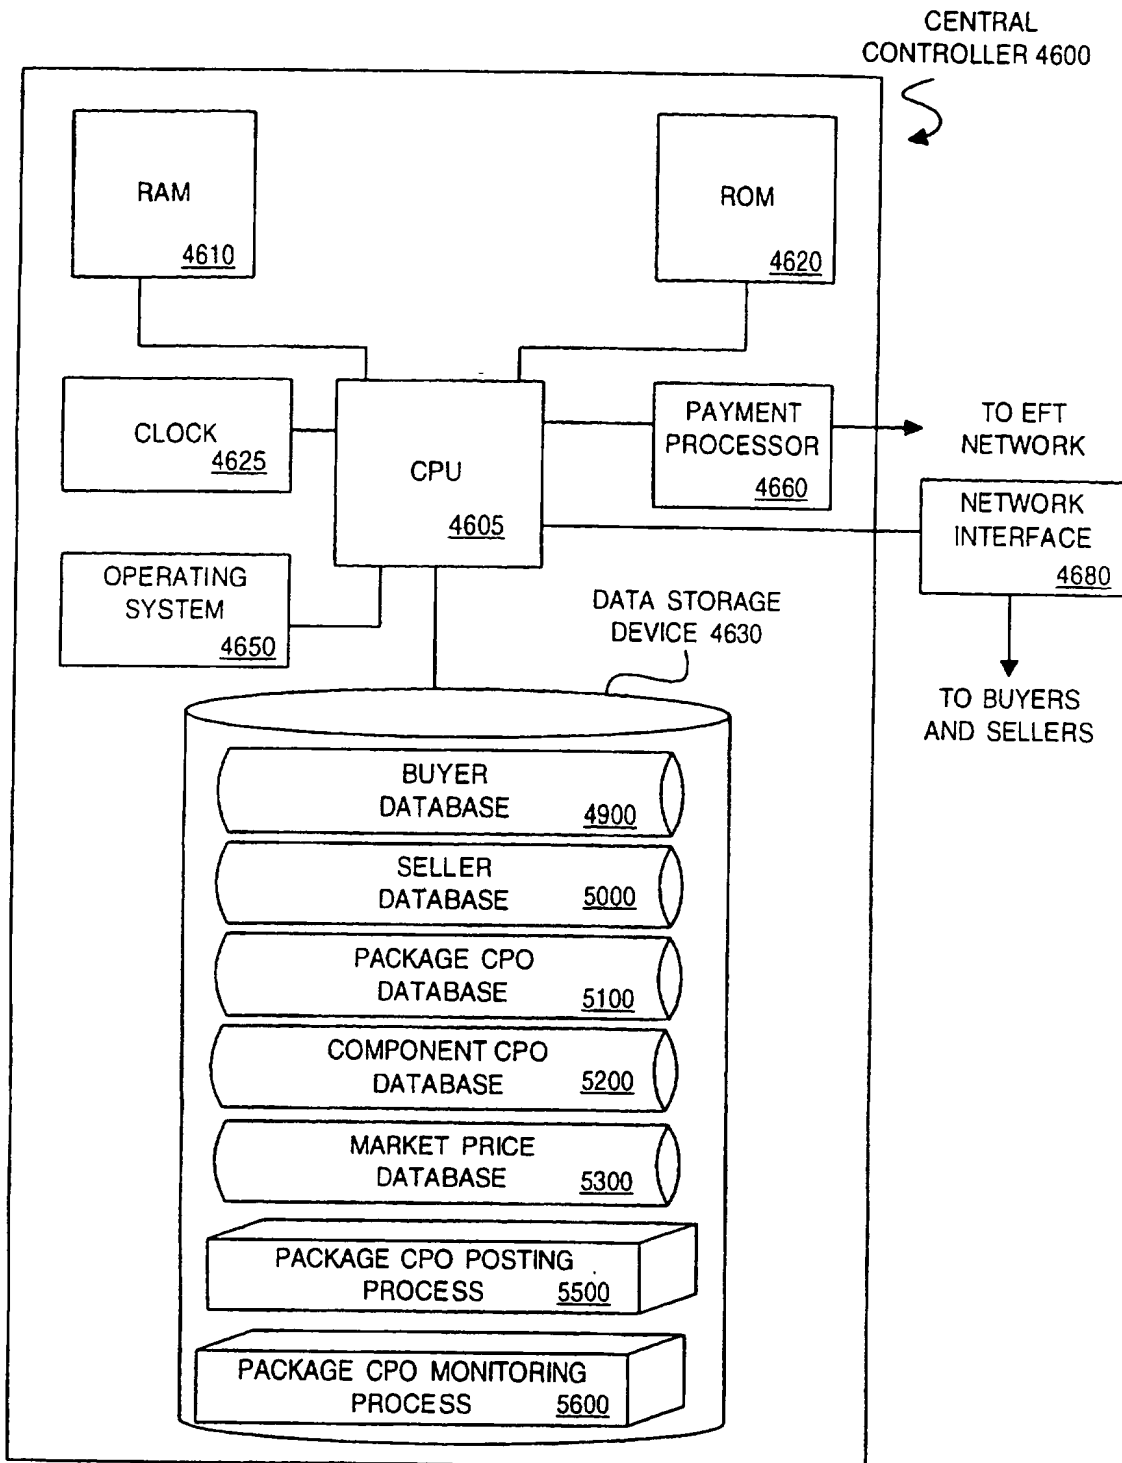 CENTRAL
CONTROLLER 4600
RAM
4610
ROM
4620
CLOCK
4625
CPU
4605
PAYMENT
PROCESSOR
4660
TO EFT
NETWORK
NETWORK
INTERFACE
4680
OPERATING
SYSTEM
4650
DATA STORAGE
DEVICE 4630
TO BUYERS
AND SELLERS
BUYER
DATABASE
4900
SELLER
DATABASE
5000
PACKAGE CPO
DATABASE
5100
COMPONENT CPO
DATABASE
5200
MARKET PRICE
DATABASE
5300
PACKAGE CPO POSTING
PROCESS
5500
PACKAGE CPO MONITORING
PROCESS
5600